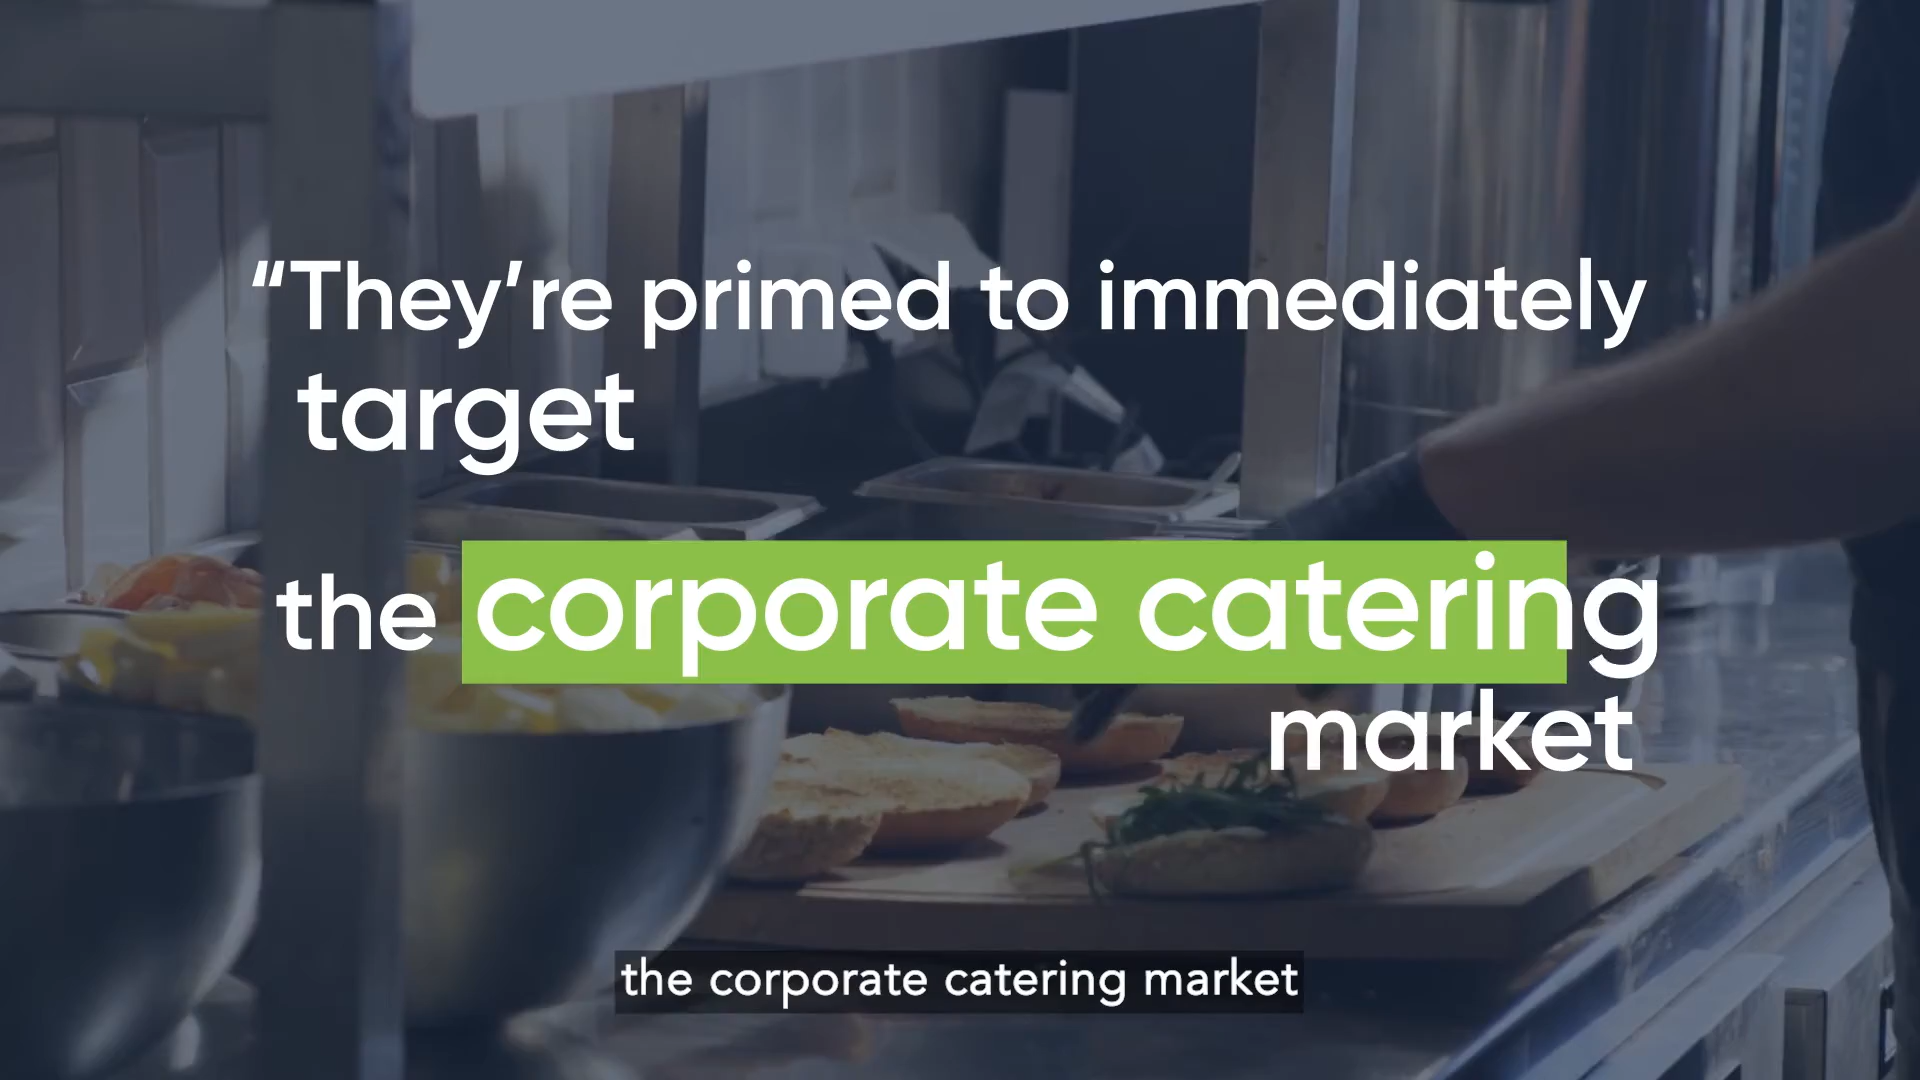 “They’re primed to immediately
target
the corporate catering
market
the corporate catering market